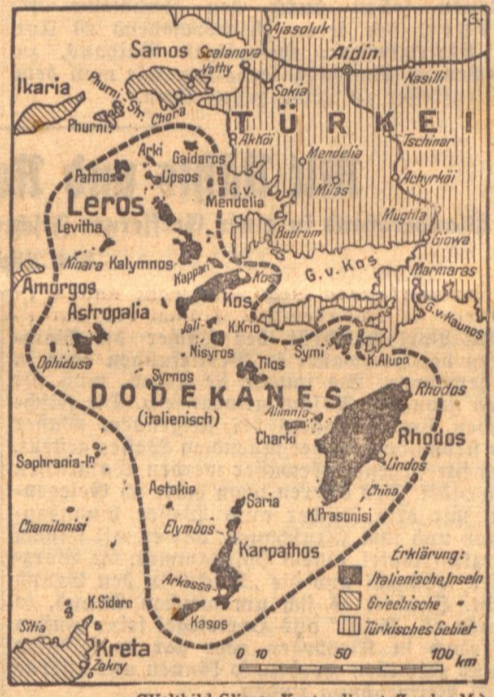 Ajasoluk
Samos
Scalanova
Aidin
Vathy
Nasilli
Ikaria
Sokia
Phurni-Str.
Chora
Phurni
TÜRKEI
Tschinar
Akköi
Arki
Gaidaros
Mendelia
Patmos
Lipsos
Milas
Achyrköi
Leros
G.v.
Mendelia
Levitha
Mughla
Budrum
Giowa
Kinara
Kalymnos
G.v.Kos
Kappari
Kos
Marmaras
Amorgos
Kos
Astropalia
G.v.Kaunos
Jali
K.Krio
Nisyros
Symi
Ophidusa
K.Alupo
Tilos
Syrnos
Rhodos
DODEKANES
(italienisch)
Alimnia
Charki
Rhodos
Saphrania-In.
Lindos
Astakia
China
Saria
K.Prasonisi
Chamilonisi
Elymbos
Karpathos
Erklärung:
Italienische Inseln
Arkassa
Griechische „
K.Sidero
Kasos
Türkisches Gebiet
Sitia
Kreta
Zakry
0 10 50 100
km